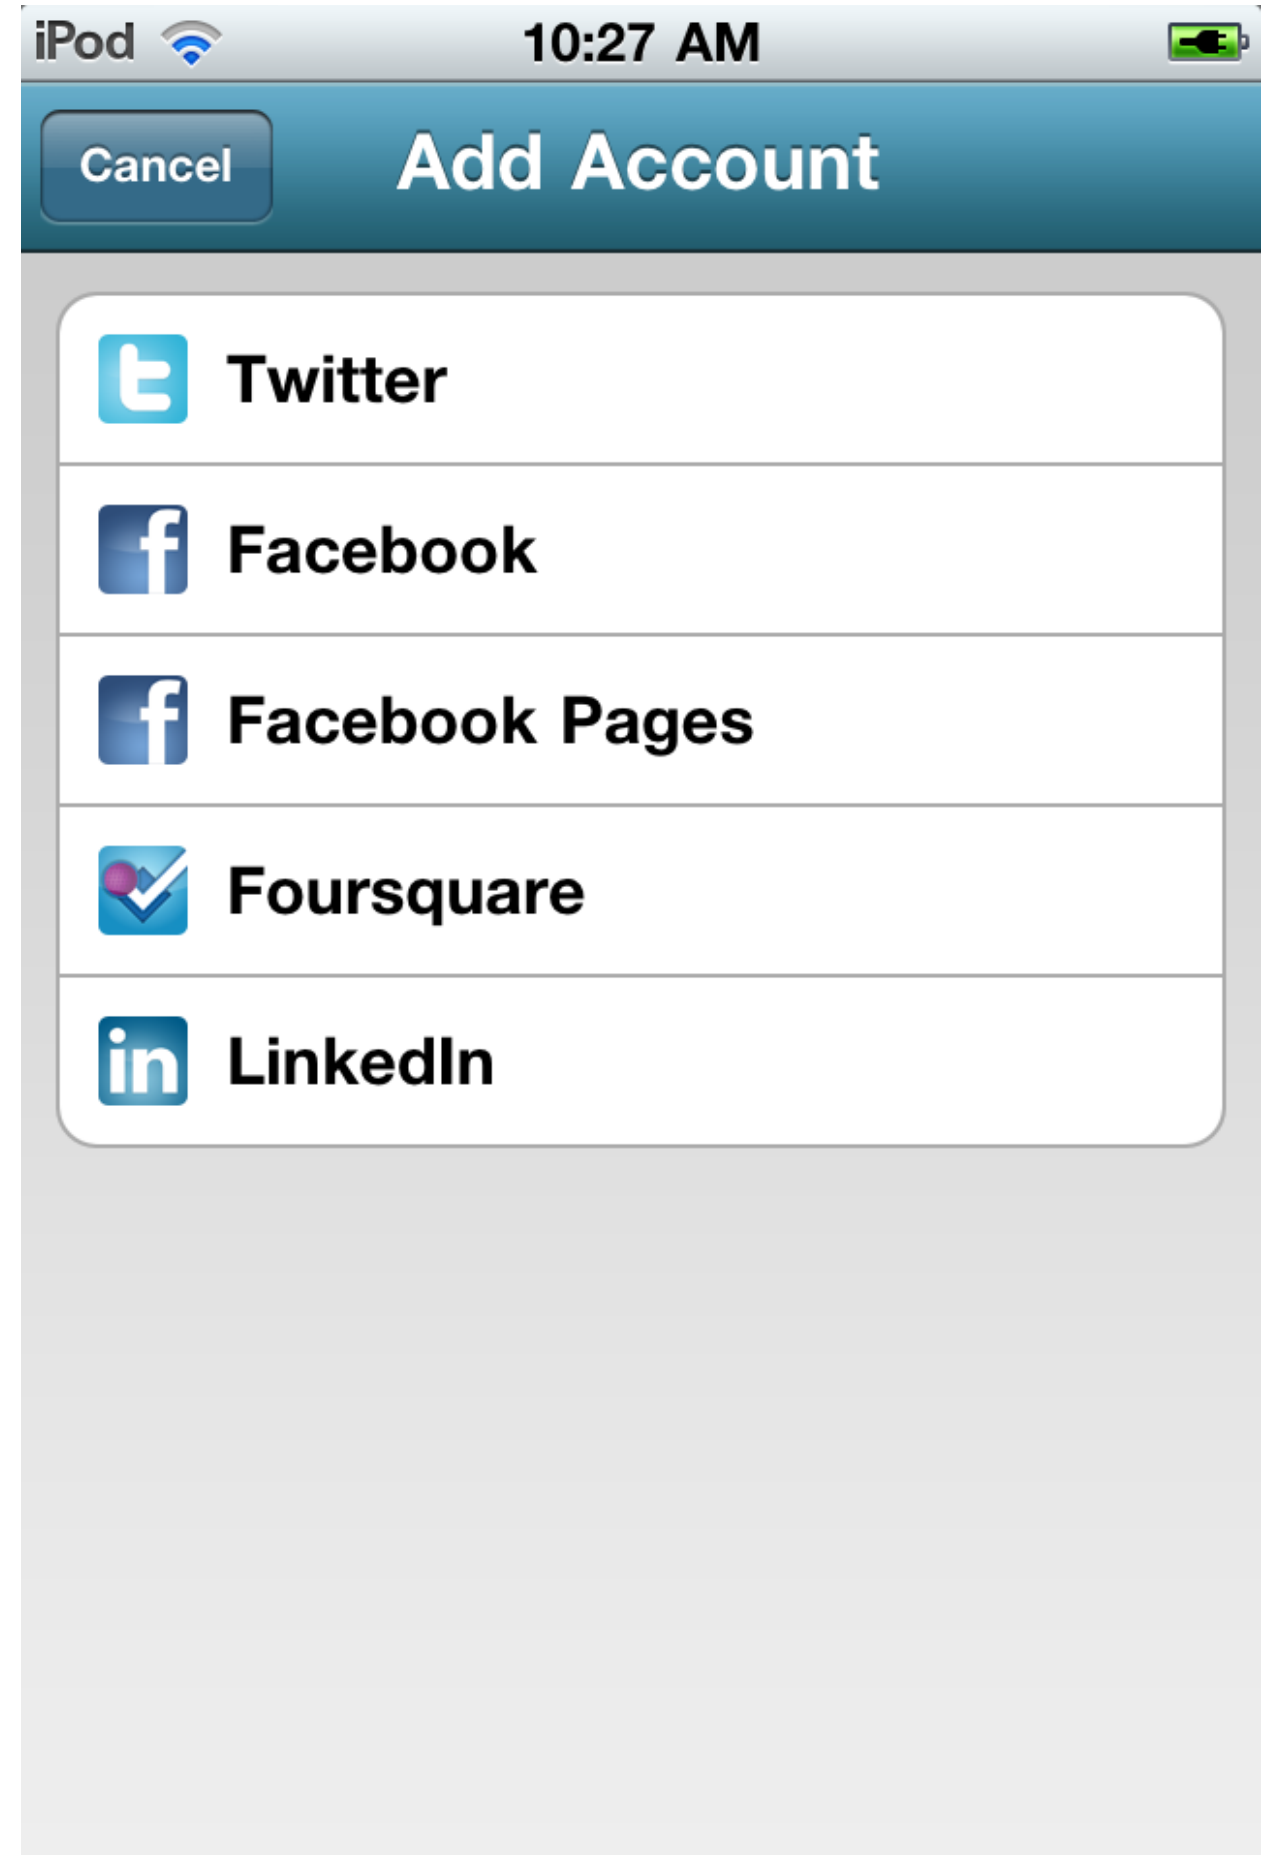 iPod 10:27 AM
Cancel Add Account
Twitter
Facebook
Facebook Pages
Foursquare
LinkedIn